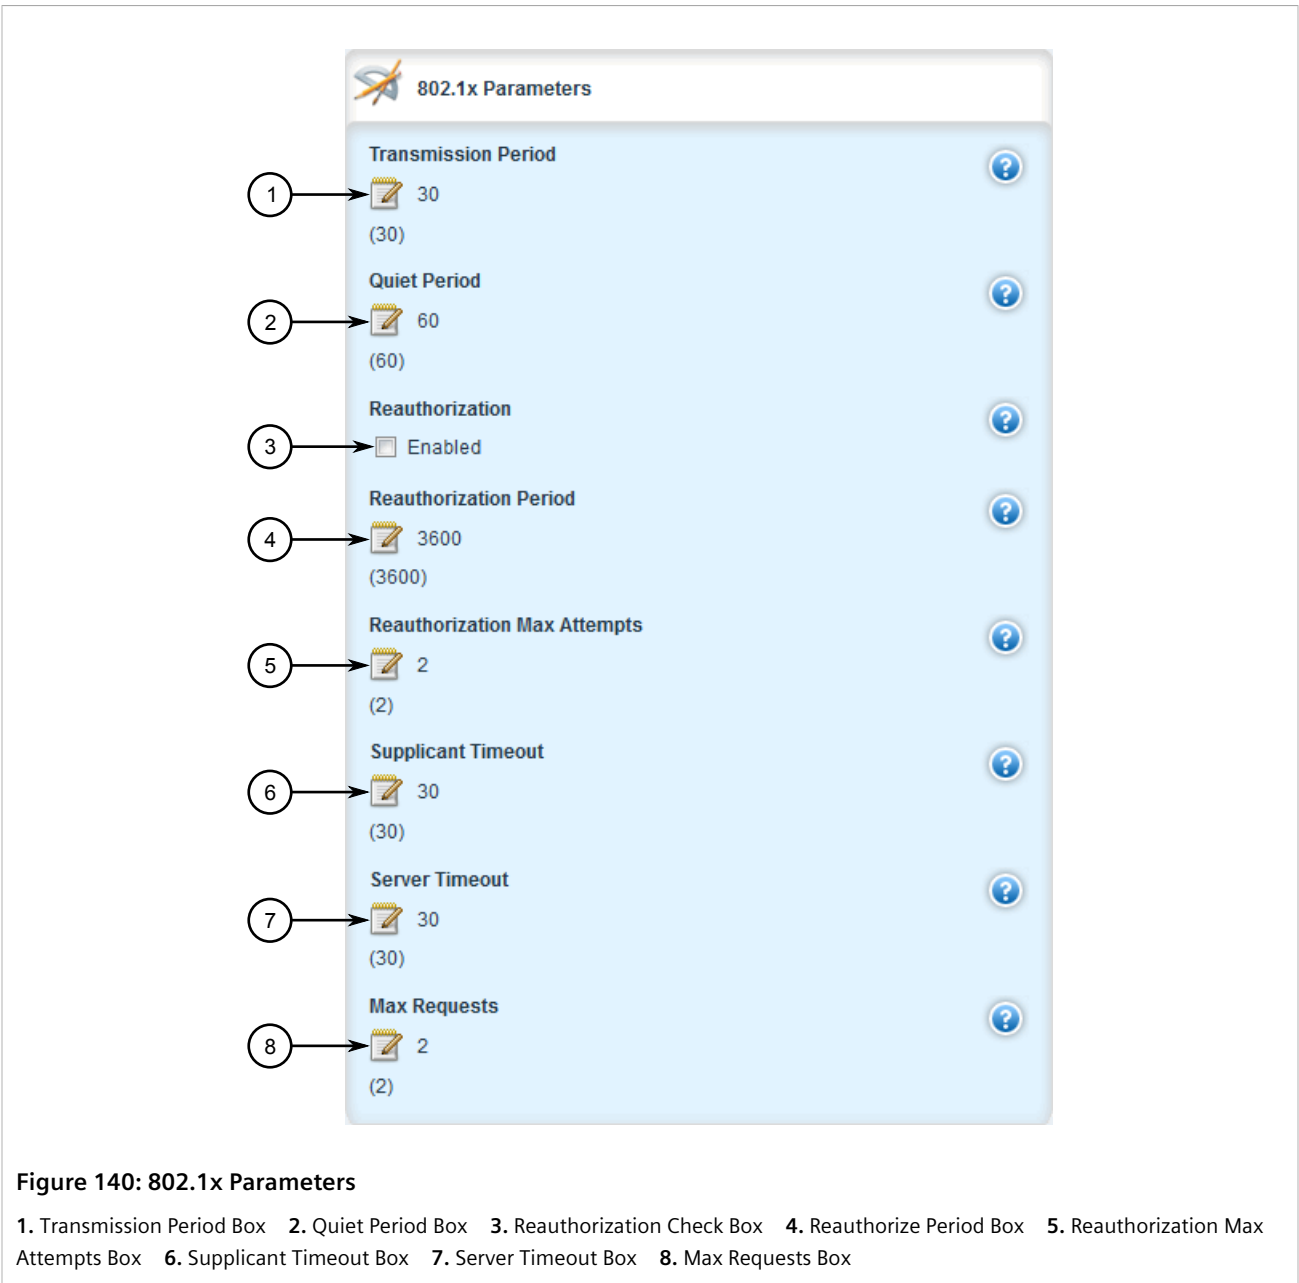 802.1x Parameters
Transmission Period
1
30
(30)
Quiet Period
2
60
(60)
Reauthorization
3
Enabled
Reauthorization Period
4
3600
(3600)
Reauthorization Max Attempts
5
2
(2)
Supplicant Timeout
6
30
(30)
Server Timeout
7
30
(30)
Max Requests
8
2
(2)
Figure 140: 802.1x Parameters
1. Transmission Period Box 2. Quiet Period Box 3. Reauthorization Check Box 4. Reauthorize Period Box 5. Reauthorization Max
Attempts Box 6. Supplicant Timeout Box 7. Server Timeout Box 8. Max Requests Box